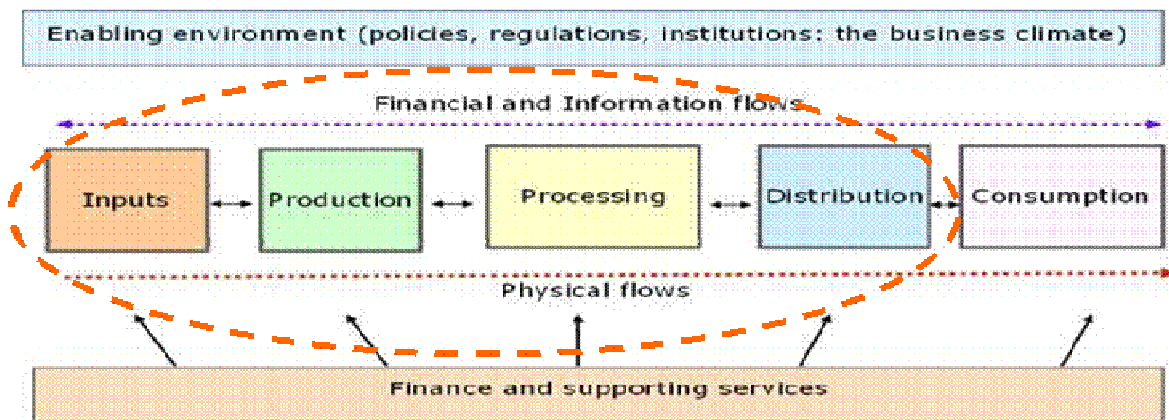 Enabling environment (policies, regulations, institutions: the business climate)
Financial and Information flows
Inputs
Production
Processing
Distribution
Consumption
Physical flows
Finance and supporting services